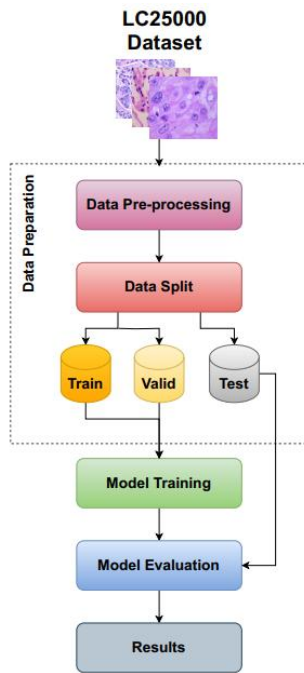 LC25000
Dataset
Data Preparation
Data Pre-processing
Data Split
Train
Valid
Test
Model Training
Model Evaluation
Results